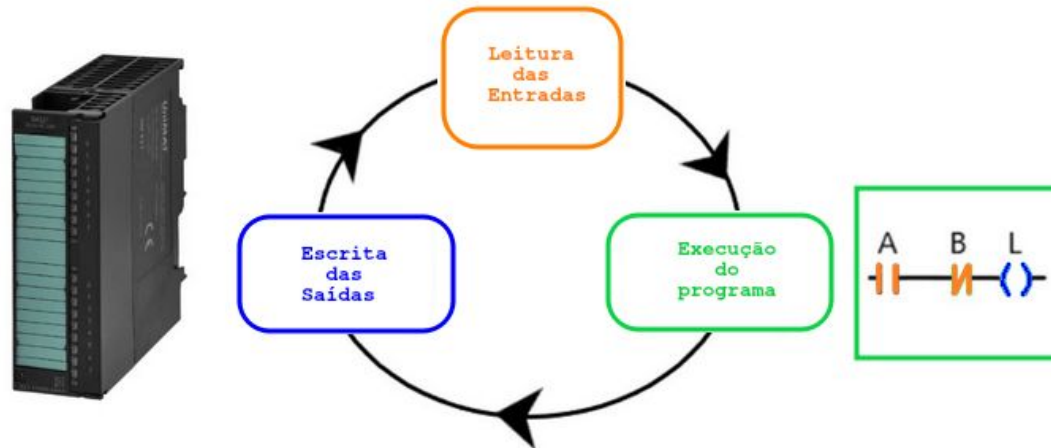 Leitura
das
Entradas
Escrita
das
Saídas
Execução
do
programa
A B L